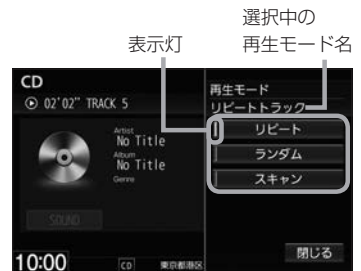 選択中の
表示灯 再生モード名
CD
02'02" TRACK 5
Artist
No Title
Album
No Title
Genre
SOUND
10:00
CD
東京都港区
再生モード
リピートトラック
リピート
ランダム
スキャン
閉じる